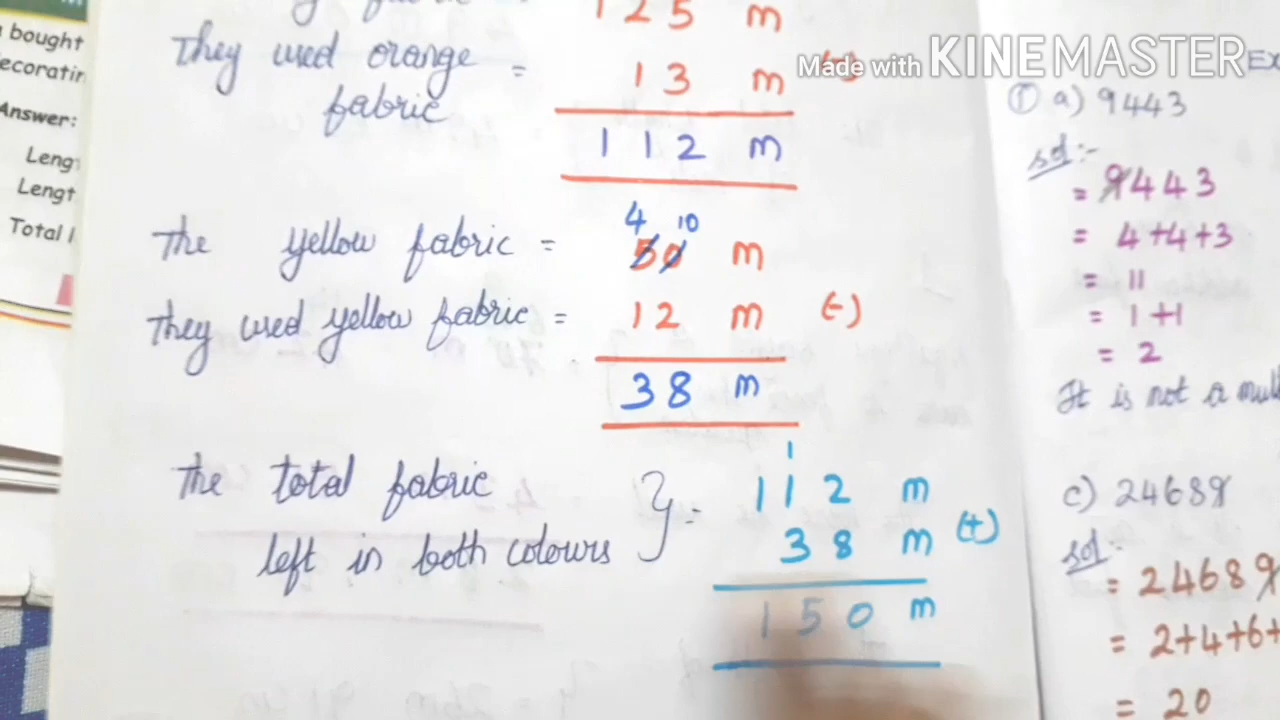 bought
Answer:
Total
125 m
They used orange = 13 m
fabric
112 m
4 10
The yellow fabric = 50 m
They used yellow fabric = 12 m (-)
38 m
1
The total fabric
left in both colours } = 112 m
38 m (+)
150 m
Made with KINEMASTER
① a) 9443
sol:-
= 9443
= 4+4+3
= 11
= 1+1
= 2
It is not a
c) 24689
sol:-
= 24689
= 2+4+6+
= 20